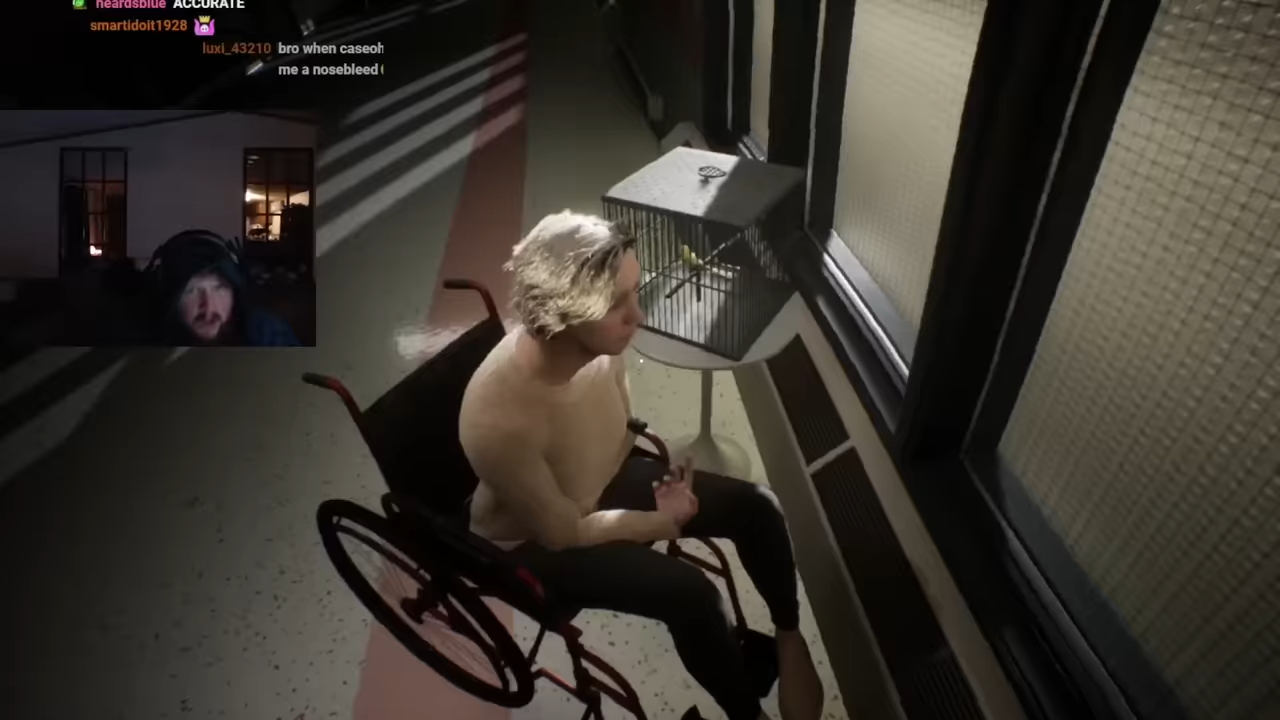 heardsblue ACCURATE
smartidoit1928
luxi_43210 bro when caseoh
me a nosebleed